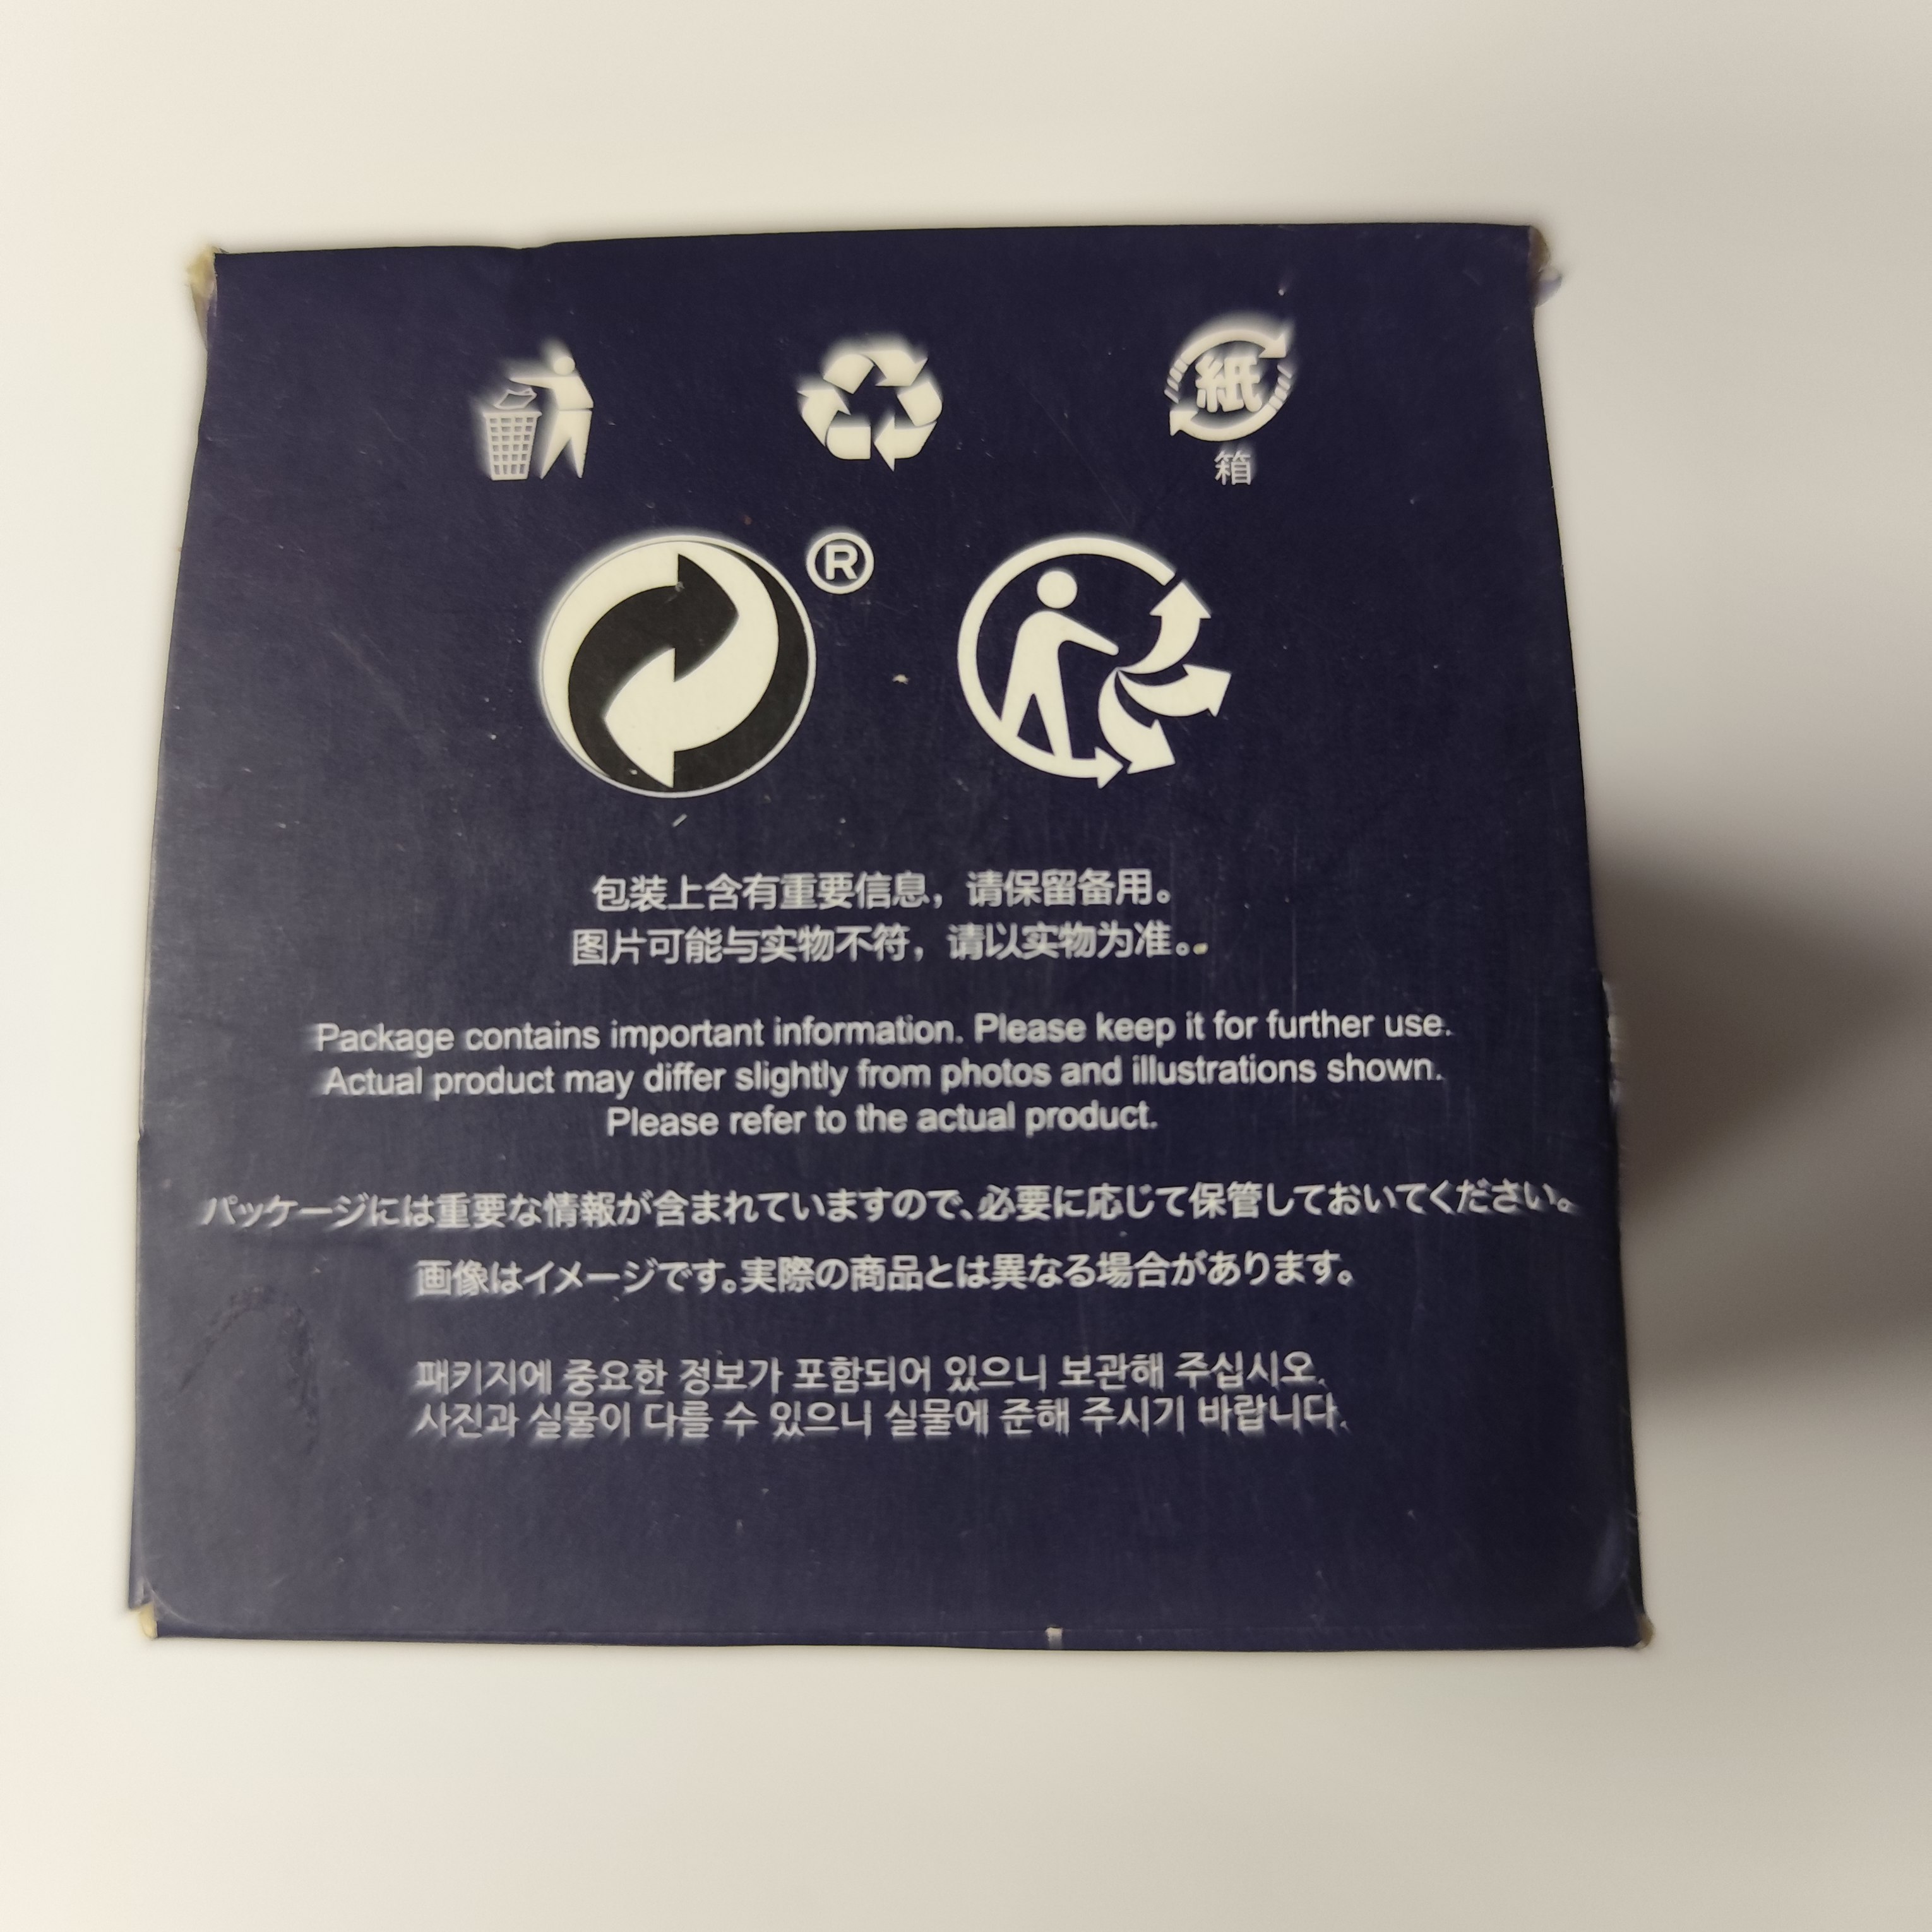 紙
箱
®
包装上含有重要信息，请保留备用。
图片可能与实物不符，请以实物为准。
Package contains important information. Please keep it for further use.
Actual product may differ slightly from photos and illustrations shown.
Please refer to the actual product.
パッケージには重要な情報が含まれていますので、必要に応じて保管しておいてください。
画像はイメージです。実際の商品とは異なる場合があります。
패키지에 중요한 정보가 포함되어 있으니 보관해 주십시오.
사진과 실물이 다를 수 있으니 실물에 준해 주시기 바랍니다.